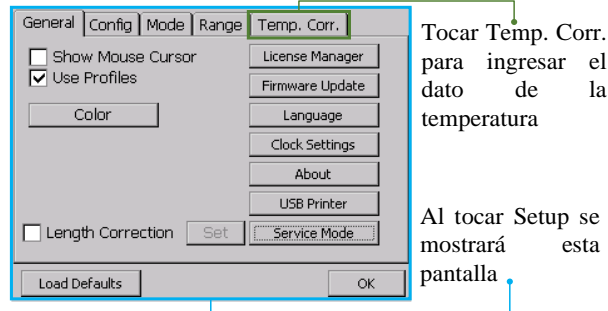 General Config Mode Range Temp. Corr.
Show Mouse Cursor
Use Profiles
Color
License Manager
Firmware Update
Language
Clock Settings
About
USB Printer
Length Correction Set Service Mode
Load Defaults OK
Tocar Temp. Corr.
para ingresar el
dato de la
temperatura
Al tocar Setup se
mostrará esta
pantalla